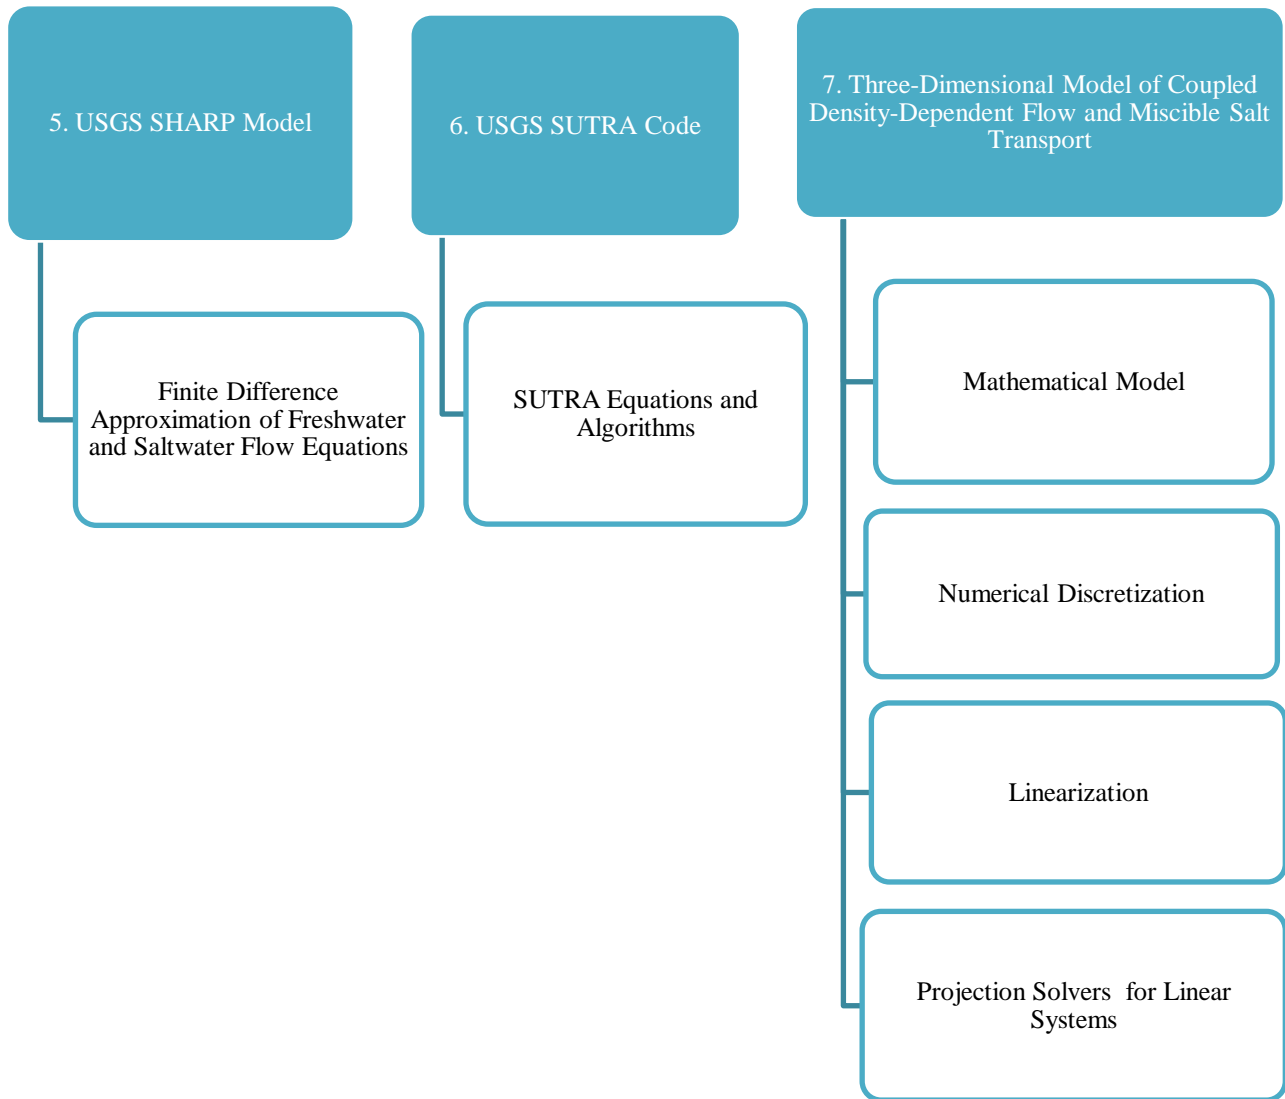 5. USGS SHARP Model
Finite Difference
Approximation of Freshwater
and Saltwater Flow Equations
6. USGS SUTRA Code
SUTRA Equations and
Algorithms
7. Three-Dimensional Model of Coupled
Density-Dependent Flow and Miscible Salt
Transport
Mathematical Model
Numerical Discretization
Linearization
Projection Solvers for Linear
Systems